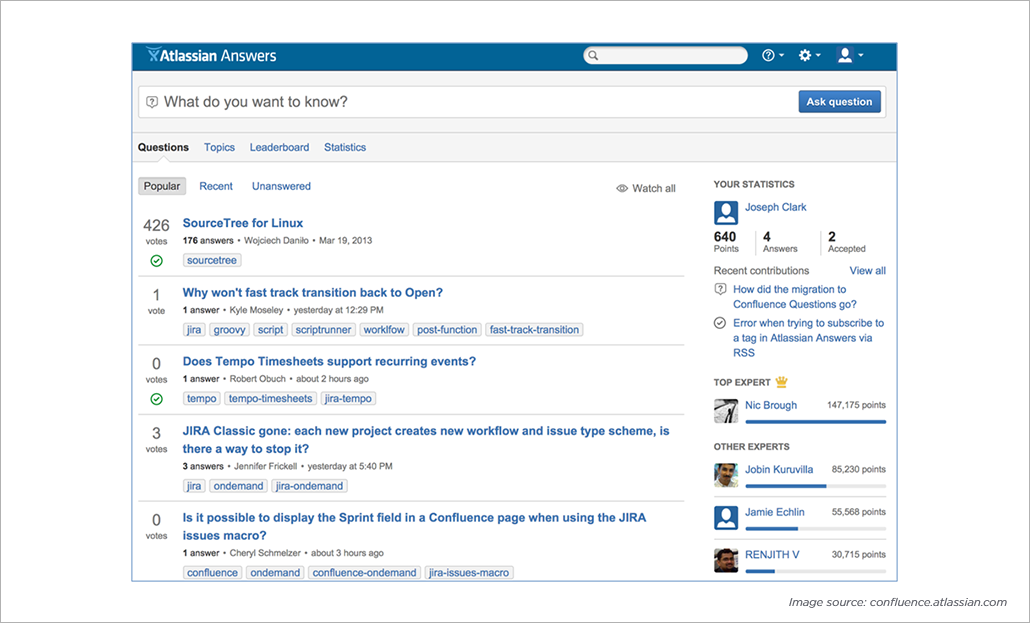 Atlassian Answers
What do you want to know?
Ask question
Questions Topics Leaderboard Statistics
Popular Recent Unanswered Watch all
426 votes
SourceTree for Linux
176 answers • Wojciech Daniło • Mar 19, 2013
sourcetree
1 vote
Why won't fast track transition back to Open?
1 answer • Kyle Moseley • yesterday at 12:29 PM
jira groovy script scriptrunner worklfow post-function fast-track-transition
0 votes
Does Tempo Timesheets support recurring events?
1 answer • Robert Obuch • about 2 hours ago
tempo tempo-timesheets jira-tempo
3 votes
JIRA Classic gone: each new project creates new workflow and issue type scheme, is
there a way to stop it?
3 answers • Jennifer Frickell • yesterday at 5:40 PM
jira ondemand jira-ondemand
0 votes
Is it possible to display the Sprint field in a Confluence page when using the JIRA
issues macro?
1 answer • Cheryl Schmelzer • about 3 hours ago
confluence ondemand confluence-ondemand jira-issues-macro
YOUR STATISTICS
Joseph Clark
640 4 2
Points Answers Accepted
Recent contributions View all
How did the migration to
Confluence Questions go?
Error when trying to subscribe to
a tag in Atlassian Answers via
RSS
TOP EXPERT
Nic Brough 147,175 points
OTHER EXPERTS
Jobin Kuruvilla 85,230 points
Jamie Echlin 55,568 points
RENJITH V 30,715 points
Image source: confluence.atlassian.com